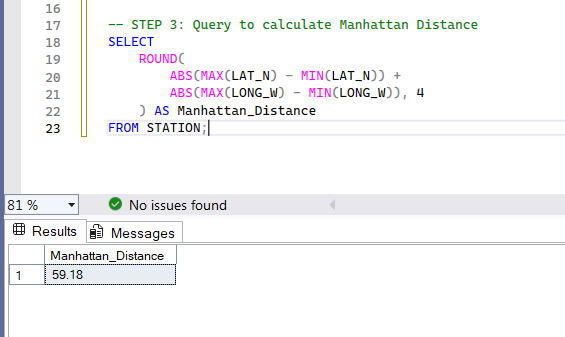 16
17 -- STEP 3: Query to calculate Manhattan Distance
18 SELECT
19 ROUND(
20 ABS(MAX(LAT_N) - MIN(LAT_N)) +
21 ABS(MAX(LONG_W) - MIN(LONG_W)), 4
22 ) AS Manhattan_Distance
23 FROM STATION;
81 % No issues found
Results Messages
Manhattan_Distance
1 59.18